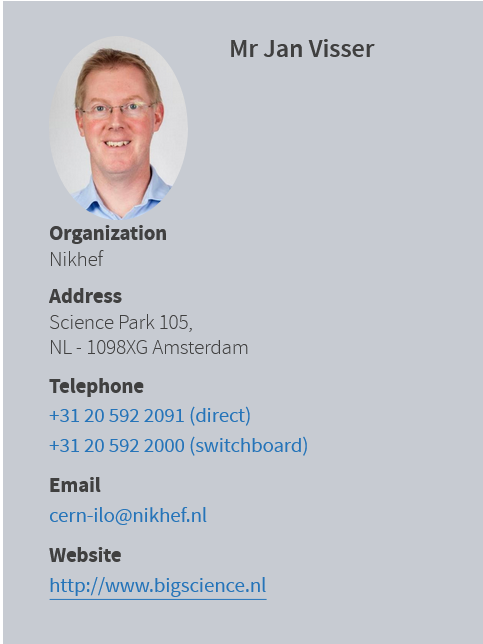 Mr Jan Visser
Organization
Nikhef
Address
Science Park 105,
NL - 1098XG Amsterdam
Telephone
+31 20 592 2091 (direct)
+31 20 592 2000 (switchboard)
Email
cern-ilo@nikhef.nl
Website
http://www.bigscience.nl